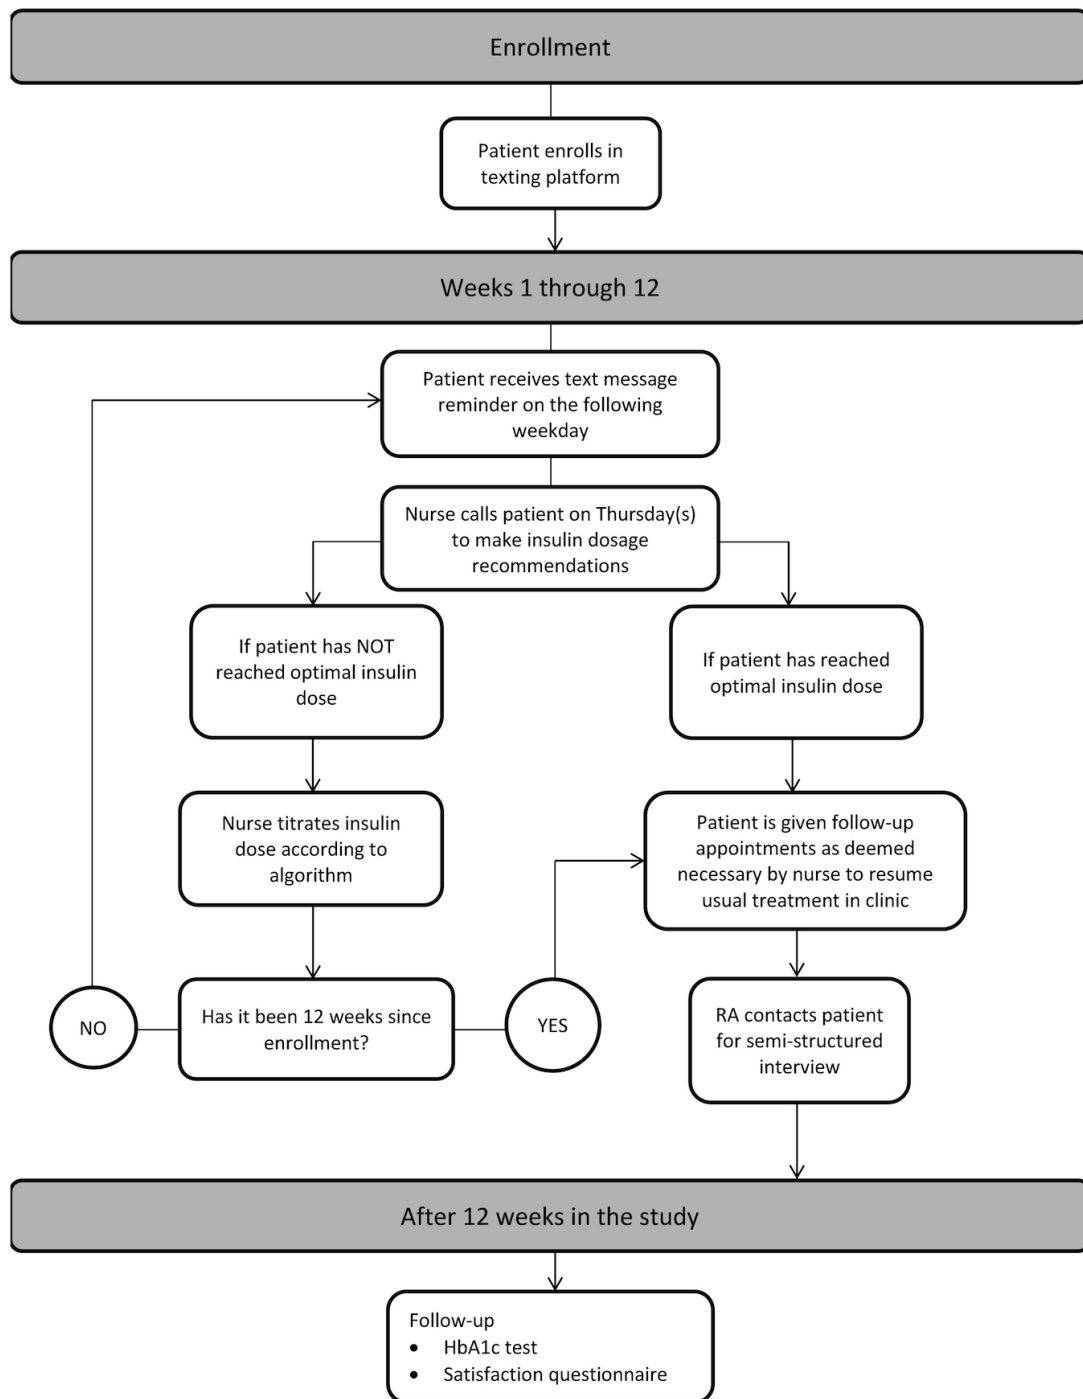 Enrollment
Patient enrolls in
texting platform
Weeks 1 through 12
Patient receives text message
reminder on the following
weekday
Nurse calls patient on Thursday(s)
to make insulin dosage
recommendations
If patient has NOT
reached optimal insulin
dose
If patient has reached
optimal insulin dose
Nurse titrates insulin
dose according to
algorithm
Patient is given follow-up
appointments as deemed
necessary by nurse to resume
usual treatment in clinic
NO
Has it been 12 weeks since
enrollment?
YES
RA contacts patient
for semi-structured
interview
After 12 weeks in the study
Follow-up
• HbA1c test
• Satisfaction questionnaire